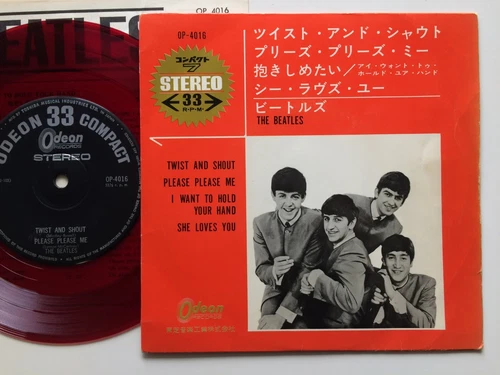 OP 4016
BEATLES
OP-4016
コンパクト
7
STEREO
33
R・P・M・
ツイスト・アンド・シャウト
プリーズ・プリーズ・ミー
抱きしめたい/アイ・ウォント・トゥ・
ホールド・ユア・ハンド
シー・ラヴズ・ユー
ビートルズ
THE BEATLES
TWIST AND SHOUT
PLEASE PLEASE ME
I WANT TO HOLD
YOUR HAND
SHE LOVES YOU
Odeon
RECORDS
ODEON 33 COMPACT
Odeon
RECORDS
STEREO
OP-4016
TWIST AND SHOUT
PLEASE PLEASE ME
THE BEATLES